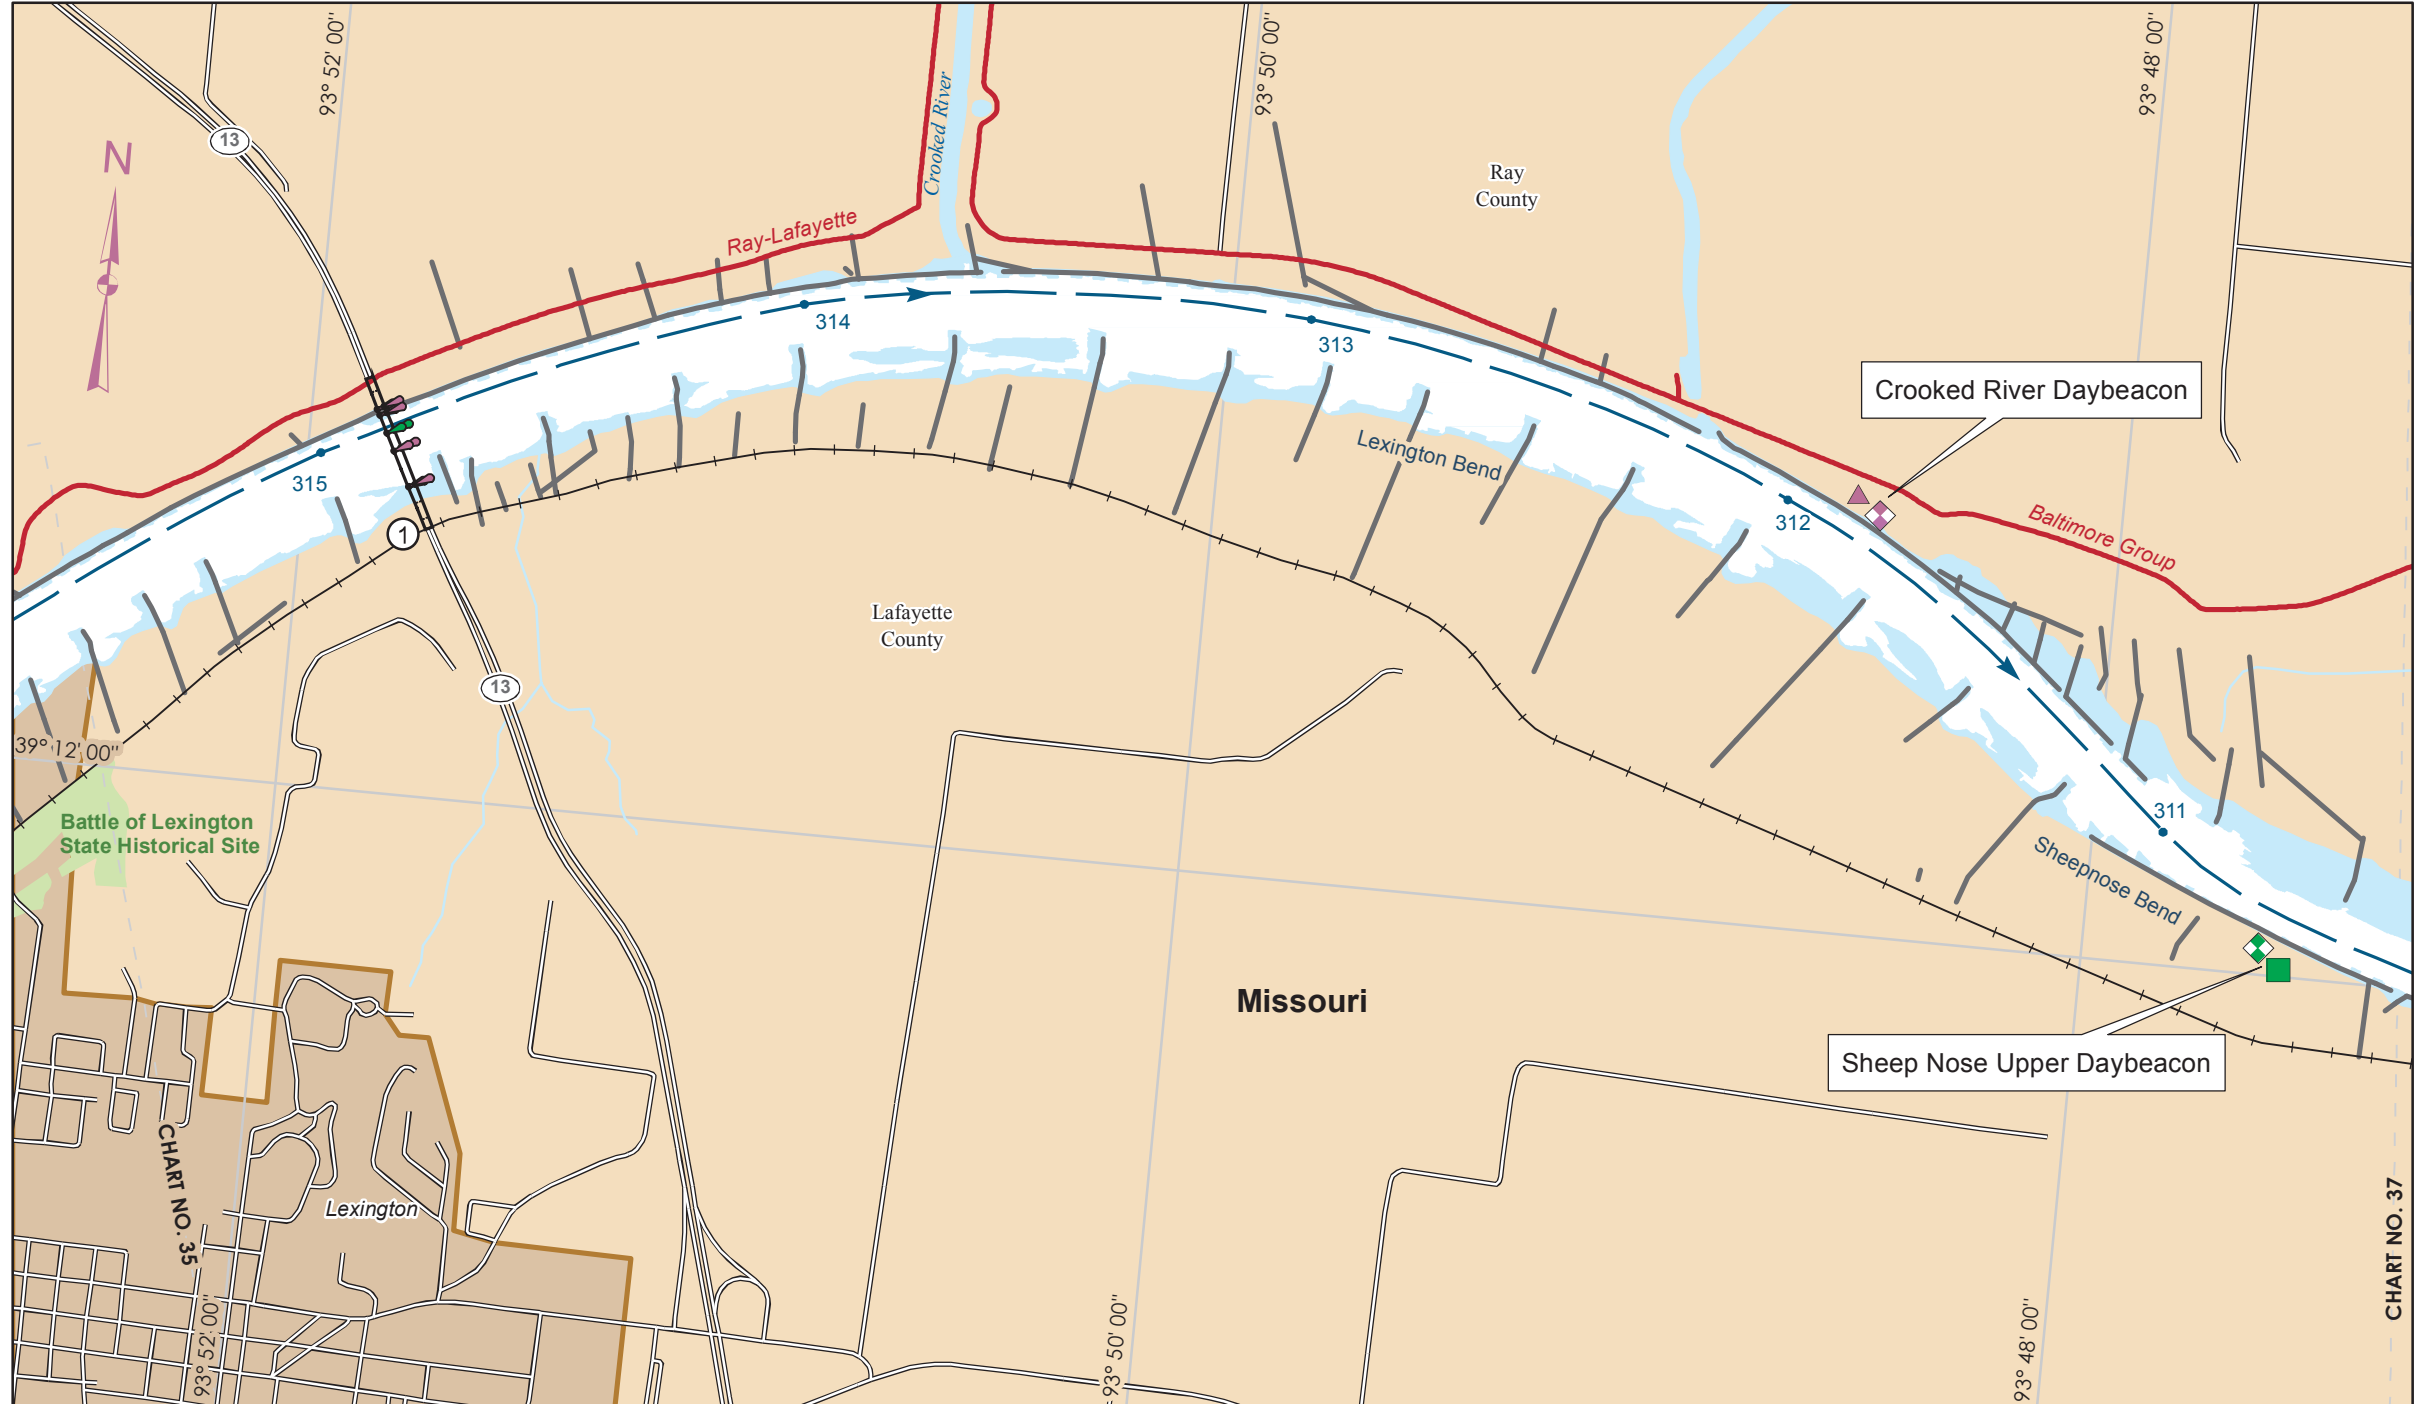 93° 52' 00"
93° 50' 00"
93° 48' 00"
13
N
Crooked River
Ray
County
Ray-Lafayette
314
313
Crooked River Daybeacon
315
Lexington Bend
312
Baltimore Group
1
Lafayette
County
13
39° 12' 00"
Battle of Lexington
State Historical Site
311
Sheepnose Bend
Missouri
Sheep Nose Upper Daybeacon
CHART NO. 35
Lexington
CHART NO. 37
93° 52' 00"
93° 50' 00"
93° 48' 00"